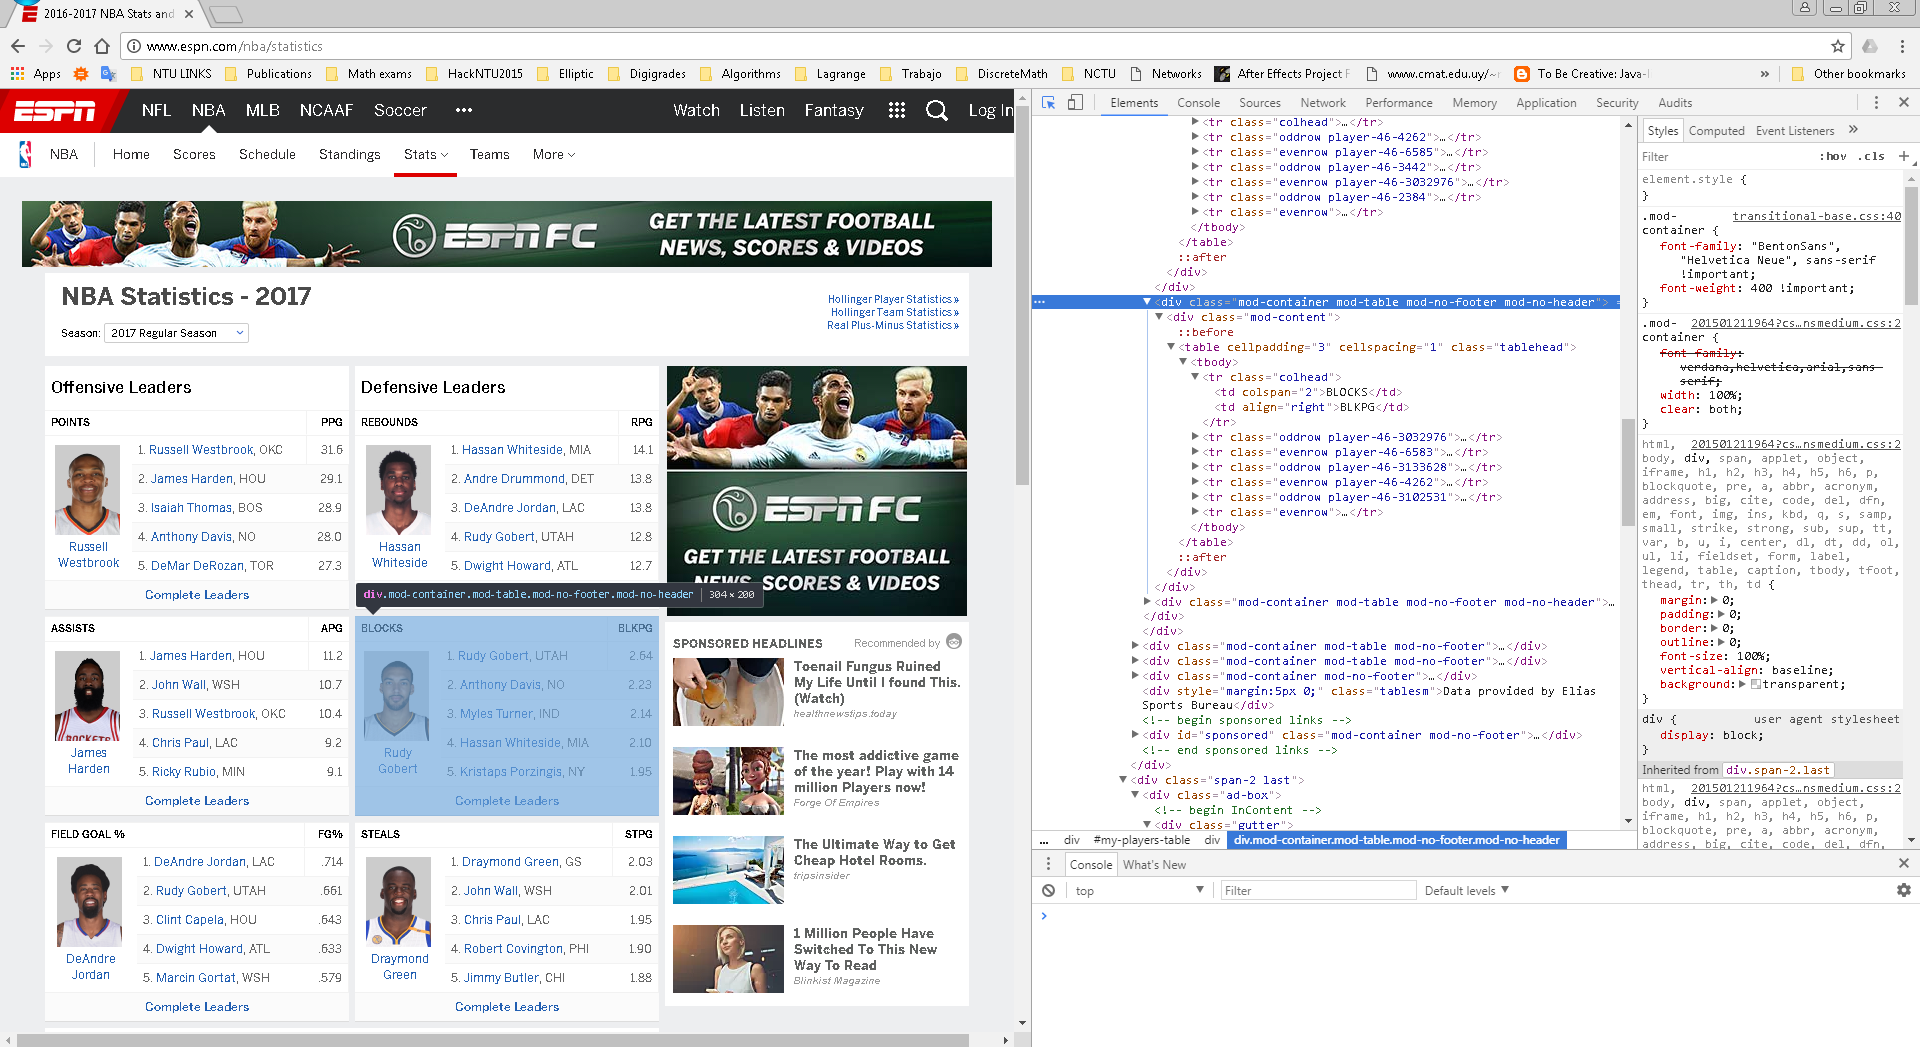 2016-2017 NBA Stats and
www.espn.com/nba/statistics
Apps NTU LINKS Publications Math exams HackNTU2015 Elliptic Digigrades Algorithms Lagrange Trabajo DiscreteMath NCTU Networks After Effects Project F www.cmat.edu.uy/~ To Be Creative: Java- » Other bookmarks
ESPN NFL NBA MLB NCAAF Soccer ••• Watch Listen Fantasy Log In
NBA Home Scores Schedule Standings Stats Teams More
ESPN FC GET THE LATEST FOOTBALL
NEWS, SCORES & VIDEOS
NBA Statistics - 2017
Season: 2017 Regular Season
Hollinger Player Statistics »
Hollinger Team Statistics »
Real Plus-Minus Statistics »
Offensive Leaders
POINTS PPG
1. Russell Westbrook, OKC 31.6
2. James Harden, HOU 29.1
3. Isaiah Thomas, BOS 28.9
4. Anthony Davis, NO 28.0
5. DeMar DeRozan, TOR 27.3
Russell
Westbrook
Complete Leaders
ASSISTS APG
1. James Harden, HOU 11.2
2. John Wall, WSH 10.7
3. Russell Westbrook, OKC 10.4
4. Chris Paul, LAC 9.2
5. Ricky Rubio, MIN 9.1
ROCKETS
James
Harden
Complete Leaders
FIELD GOAL % FG%
1. DeAndre Jordan, LAC .714
2. Rudy Gobert, UTAH .661
3. Clint Capela, HOU .643
4. Dwight Howard, ATL .633
5. Marcin Gortat, WSH .579
DeAndre
Jordan
Complete Leaders
Defensive Leaders
REBOUNDS RPG
1. Hassan Whiteside, MIA 14.1
2. Andre Drummond, DET 13.8
3. DeAndre Jordan, LAC 13.8
4. Rudy Gobert, UTAH 12.8
5. Dwight Howard, ATL 12.7
Hassan
Whiteside
div.mod-container.mod-table.mod-no-footer.mod-no-header 304 × 200
BLOCKS BLKPG
1. Rudy Gobert, UTAH 2.64
2. Anthony Davis, NO 2.23
3. Myles Turner, IND 2.14
4. Hassan Whiteside, MIA 2.10
5. Kristaps Porzingis, NY 1.95
Rudy
Gobert
Complete Leaders
STEALS STPG
1. Draymond Green, GS 2.03
2. John Wall, WSH 2.01
3. Chris Paul, LAC 1.95
4. Robert Covington, PHI 1.90
5. Jimmy Butler, CHI 1.88
Draymond
Green
Complete Leaders
ESPN FC
GET THE LATEST FOOTBALL
NEWS, SCORES & VIDEOS
SPONSORED HEADLINES Recommended by
Toenail Fungus Ruined
My Life Until I found This.
(Watch)
healthnewstips.today
The most addictive game
of the year! Play with 14
million Players now!
Forge Of Empires
The Ultimate Way to Get
Cheap Hotel Rooms.
tripsinsider
1 Million People Have
Switched To This New
Way To Read
Blinkist Magazine
Elements Console Sources Network Performance Memory Application Security Audits
<tr class="colhead">…</tr>
<tr class="oddrow player-46-4262">…</tr>
<tr class="evenrow player-46-6585">…</tr>
<tr class="oddrow player-46-3442">…</tr>
<tr class="evenrow player-46-3032976">…</tr>
<tr class="oddrow player-46-2384">…</tr>
<tr class="evenrow">…</tr>
</tbody>
</table>
::after
</div>
</div>
<div class="mod-container mod-table mod-no-footer mod-no-header"> =
<div class="mod-content">
::before
<table cellpadding="3" cellspacing="1" class="tablehead">
<tbody>
<tr class="colhead">
<td colspan="2">BLOCKS</td>
<td align="right">BLKPG</td>
</tr>
<tr class="oddrow player-46-3032976">…</tr>
<tr class="evenrow player-46-6583">…</tr>
<tr class="oddrow player-46-3133628">…</tr>
<tr class="evenrow player-46-4262">…</tr>
<tr class="oddrow player-46-3102531">…</tr>
<tr class="evenrow">…</tr>
</tbody>
</table>
::after
</div>
</div>
<div class="mod-container mod-table mod-no-footer mod-no-header">…
</div>
</div>
<div class="mod-container mod-table mod-no-footer">…</div>
<div class="mod-container mod-table mod-no-footer">…</div>
<div class="mod-container mod-no-footer">…</div>
<div style="margin:5px 0;" class="tablesm">Data provided by Elias
Sports Bureau</div>
<!-- begin sponsored links -->
<div id="sponsored" class="mod-container mod-no-footer">…</div>
<!-- end sponsored links -->
</div>
<div class="span-2 last">
<div class="ad-box">
<!-- begin InContent -->
<div class="gutter">
... div #my-players-table div div.mod-container.mod-table.mod-no-footer.mod-no-header
Styles Computed Event Listeners »
Filter :hov .cls +
element.style {
}
.mod- transitional-base.css:40
container {
font-family: "BentonSans",
"Helvetica Neue", sans-serif
!important;
font-weight: 400 !important;
}
.mod- 201501211964?cs…nsmedium.css:2
container {
font-family:
verdana,helvetica,arial,sans-
serif;
width: 100%;
clear: both;
}
html, 201501211964?cs…nsmedium.css:2
body, div, span, applet, object,
iframe, h1, h2, h3, h4, h5, h6, p,
blockquote, pre, a, abbr, acronym,
address, big, cite, code, del, dfn,
em, font, img, ins, kbd, q, s, samp,
small, strike, strong, sub, sup, tt,
var, b, u, i, center, dl, dt, dd, ol,
ul, li, fieldset, form, label,
legend, table, caption, tbody, tfoot,
thead, tr, th, td {
margin: 0;
padding: 0;
border: 0;
outline: 0;
font-size: 100%;
vertical-align: baseline;
background: transparent;
}
div { user agent stylesheet
display: block;
}
Inherited from div.span-2.last
html, 201501211964?cs…nsmedium.css:2
body, div, span, applet, object,
iframe, h1, h2, h3, h4, h5, h6, p,
blockquote, pre, a, abbr, acronym,
address, big, cite, code, del, dfn,
Console What's New
top Filter Default levels